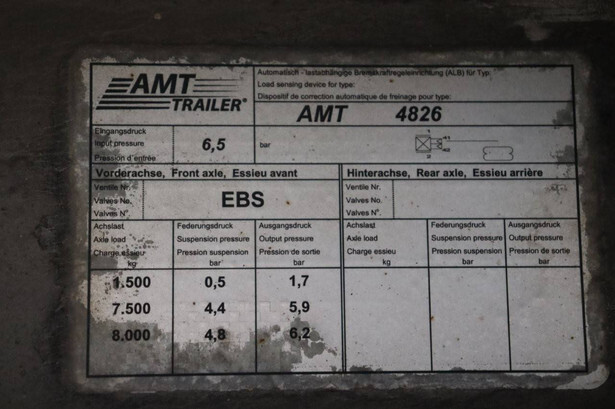 AMT
TRAILER®
Automatisch - lastabhängige Bremskraftregeleinrichtung (ALB) für Typ:
Load sensing device for type:
Dispositif de correction automatique de freinage pour type:
AMT 4826
Eingangsdruck
Input pressure 6,5 bar
Pression d'entrée
Vorderachse, Front axle, Essieu avant
Ventile Nr.
Valves No. EBS
Valves N°.
Achslast Federungsdruck Ausgangsdruck
Axle load Suspension pressure Output pressure
Charge essieu Pression suspension Pression de sortie
kg bar bar
1.500 0,5 1,7
7.500 4,4 5,9
8.000 4,8 6,2
Hinterachse, Rear axle, Essieu arrière
Ventile Nr.
Valves No.
Valves N°.
Achslast Federungsdruck Ausgangsdruck
Axle load Suspension pressure Output pressure
Charge essieu Pression suspension Pression de sortie
kg bar bar